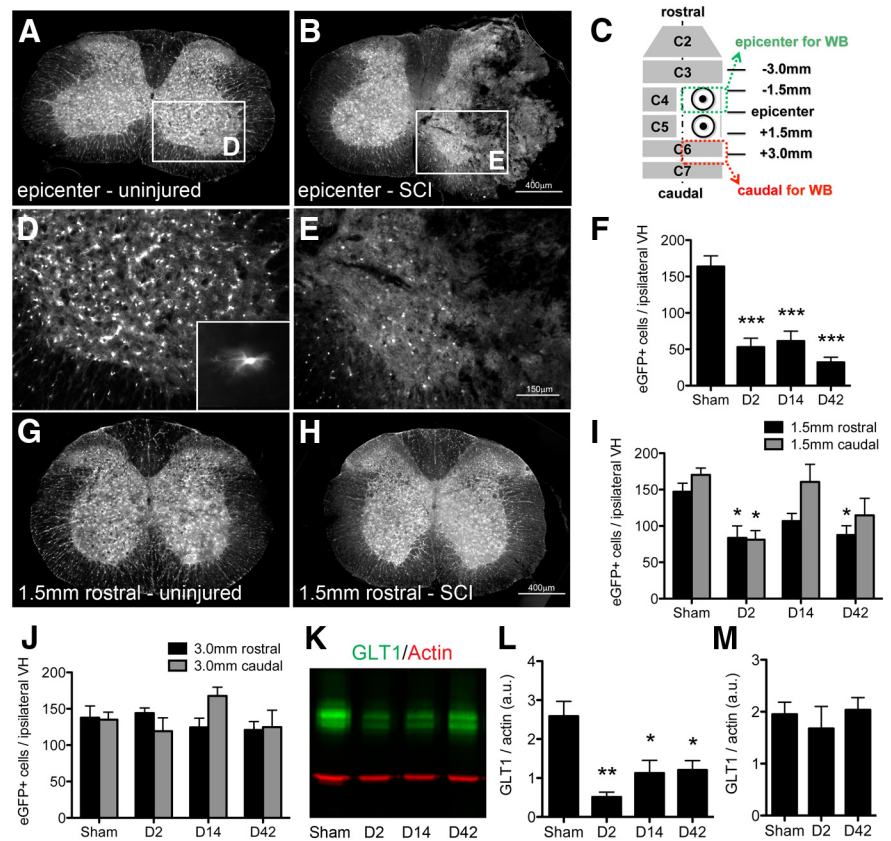 A
epicenter - uninjured
D
B
epicenter - SCI
E
400µm
C
rostral
C2
C3
C4
C5
C6
C7
caudal
epicenter for WB
-3.0mm
-1.5mm
epicenter
+1.5mm
+3.0mm
caudal for WB
D
E
150µm
F
eGFP+ cells / ipsilateral VH
200
150
100
50
0
***
***
***
Sham D2 D14 D42
G
1.5mm rostral - uninjured
H
1.5mm rostral - SCI
400µm
I
1.5mm rostral
1.5mm caudal
eGFP+ cells / ipsilateral VH
200
150
100
50
0
* * *
Sham D2 D14 D42
J
3.0mm rostral
3.0mm caudal
eGFP+ cells / ipsilateral VH
200
150
100
50
0
Sham D2 D14 D42
K
GLT1/Actin
Sham D2 D14 D42
L
GLT1 / actin (a.u.)
4
3
2
1
0
** * *
Sham D2 D14 D42
M
GLT1 / actin (a.u.)
3
2
1
0
Sham D2 D42